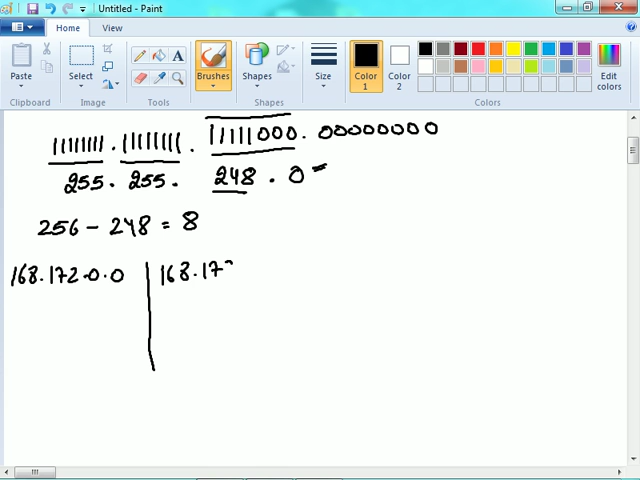 Untitled - Paint
Home View
Paste
Select
Brushes
Shapes
Size
Color 1
Color 2
Edit colors
Clipboard
Image
Tools
Shapes
Colors
11111111 . 11111111 . 11111000 . 00000000
255 . 255 . 248 . 0
256 - 248 = 8
168.172.0.0 168.17